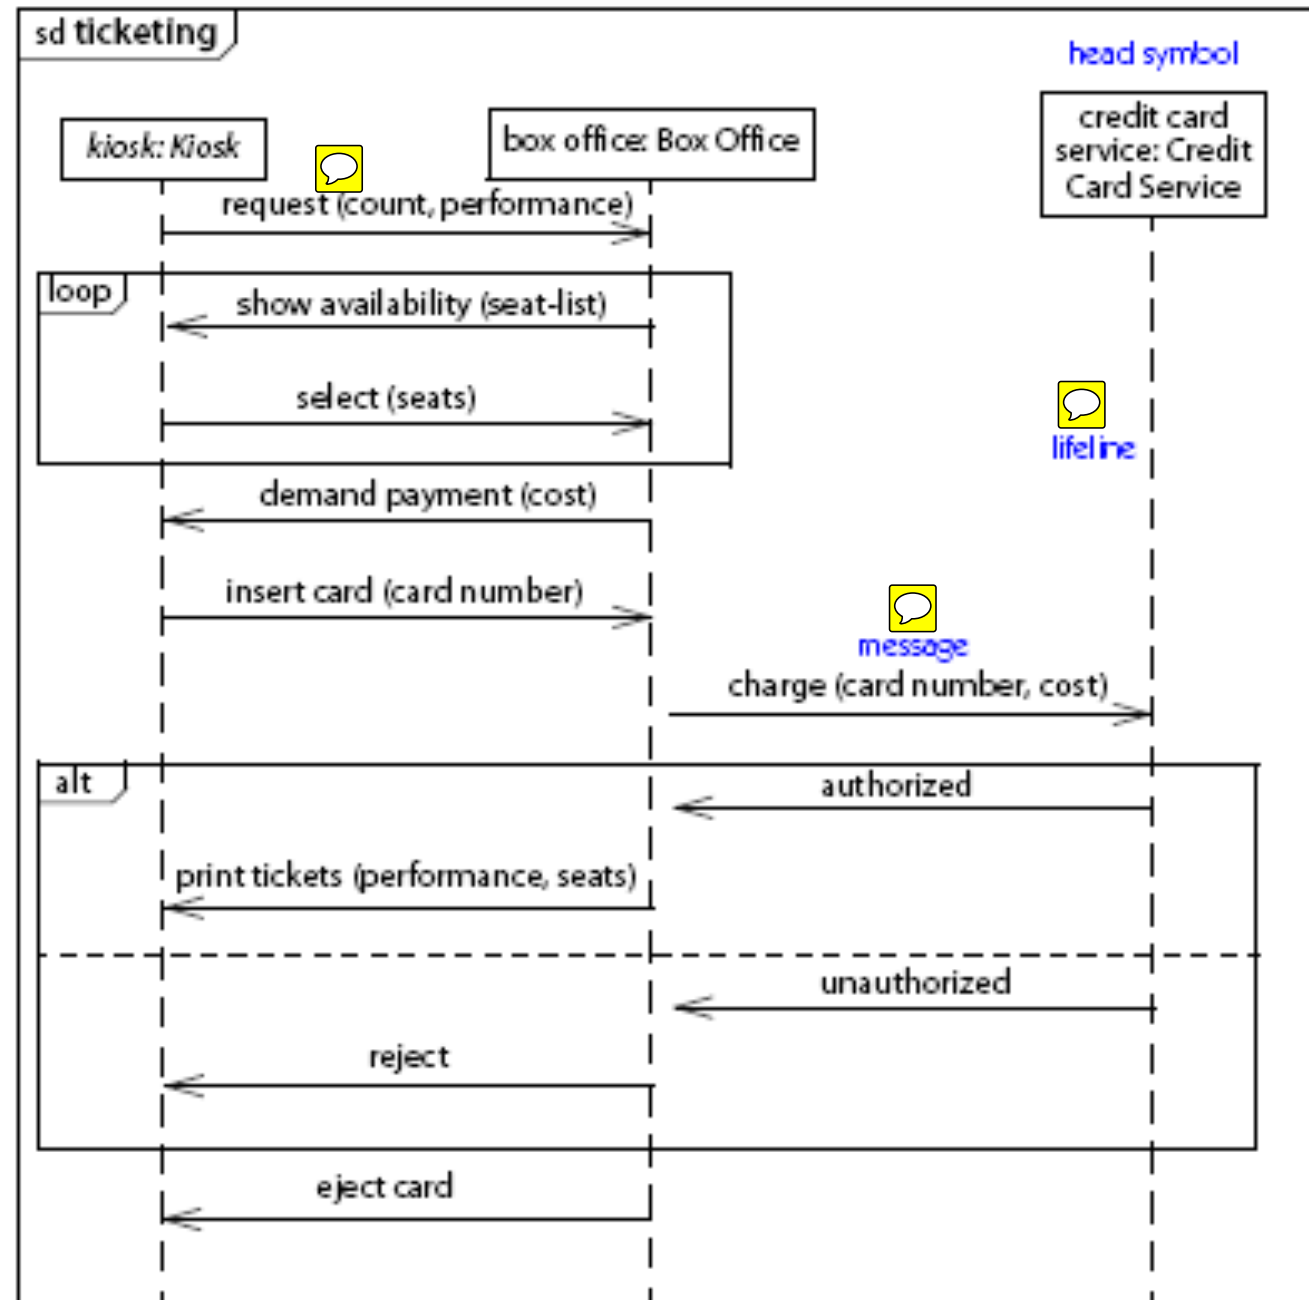 sd ticketing
head symbol
kiosk: Kiosk
box office: Box Office
credit card
service: Credit
Card Service
request (count, performance)
loop
show availability (seat-list)
select (seats)
lifeline
demand payment (cost)
insert card (card number)
message
charge (card number, cost)
alt
authorized
print tickets (performance, seats)
unauthorized
reject
eject card